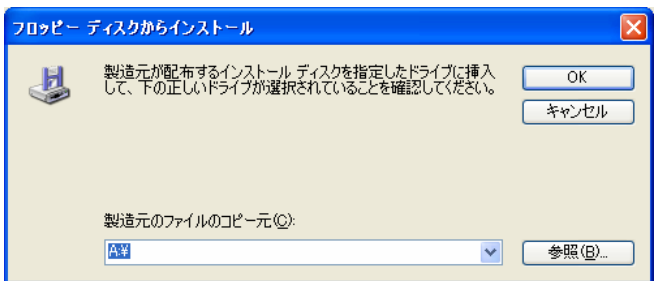 フロッピー ディスクからインストール
製造元が配布するインストール ディスクを指定したドライブに挿入
して、下の正しいドライブが選択されていることを確認してください。
OK
キャンセル
製造元のファイルのコピー元(C):
A:¥
参照(B)...